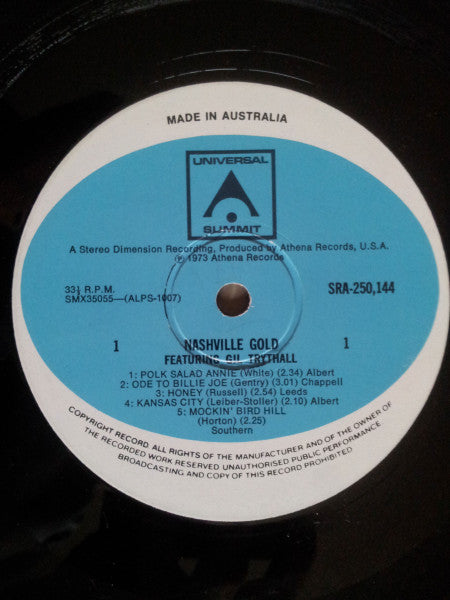 MADE IN AUSTRALIA
UNIVERSAL
SUMMIT
A Stereo Dimension Recording, Produced by Athena Records, U.S.A.
℗ 1973 Athena Records
33⅓ R.P.M.
SMX35055—(ALPS-1007)
SRA-250,144
1 NASHVILLE GOLD 1
FEATURING GIL TRYTHALL
1: POLK SALAD ANNIE (White) (2.34) Albert
2: ODE TO BILLIE JOE (Gentry) (3.01) Chappell
3: HONEY (Russell) (2.54) Leeds
4: KANSAS CITY (Leiber-Stoller) (2.10) Albert
5: MOCKIN' BIRD HILL
(Horton) (2.25)
Southern
COPYRIGHT RECORD. ALL RIGHTS OF THE MANUFACTURER AND OF THE OWNER OF
THE RECORDED WORK RESERVED UNAUTHORISED PUBLIC PERFORMANCE
BROADCASTING AND COPY OF THIS RECORD PROHIBITED